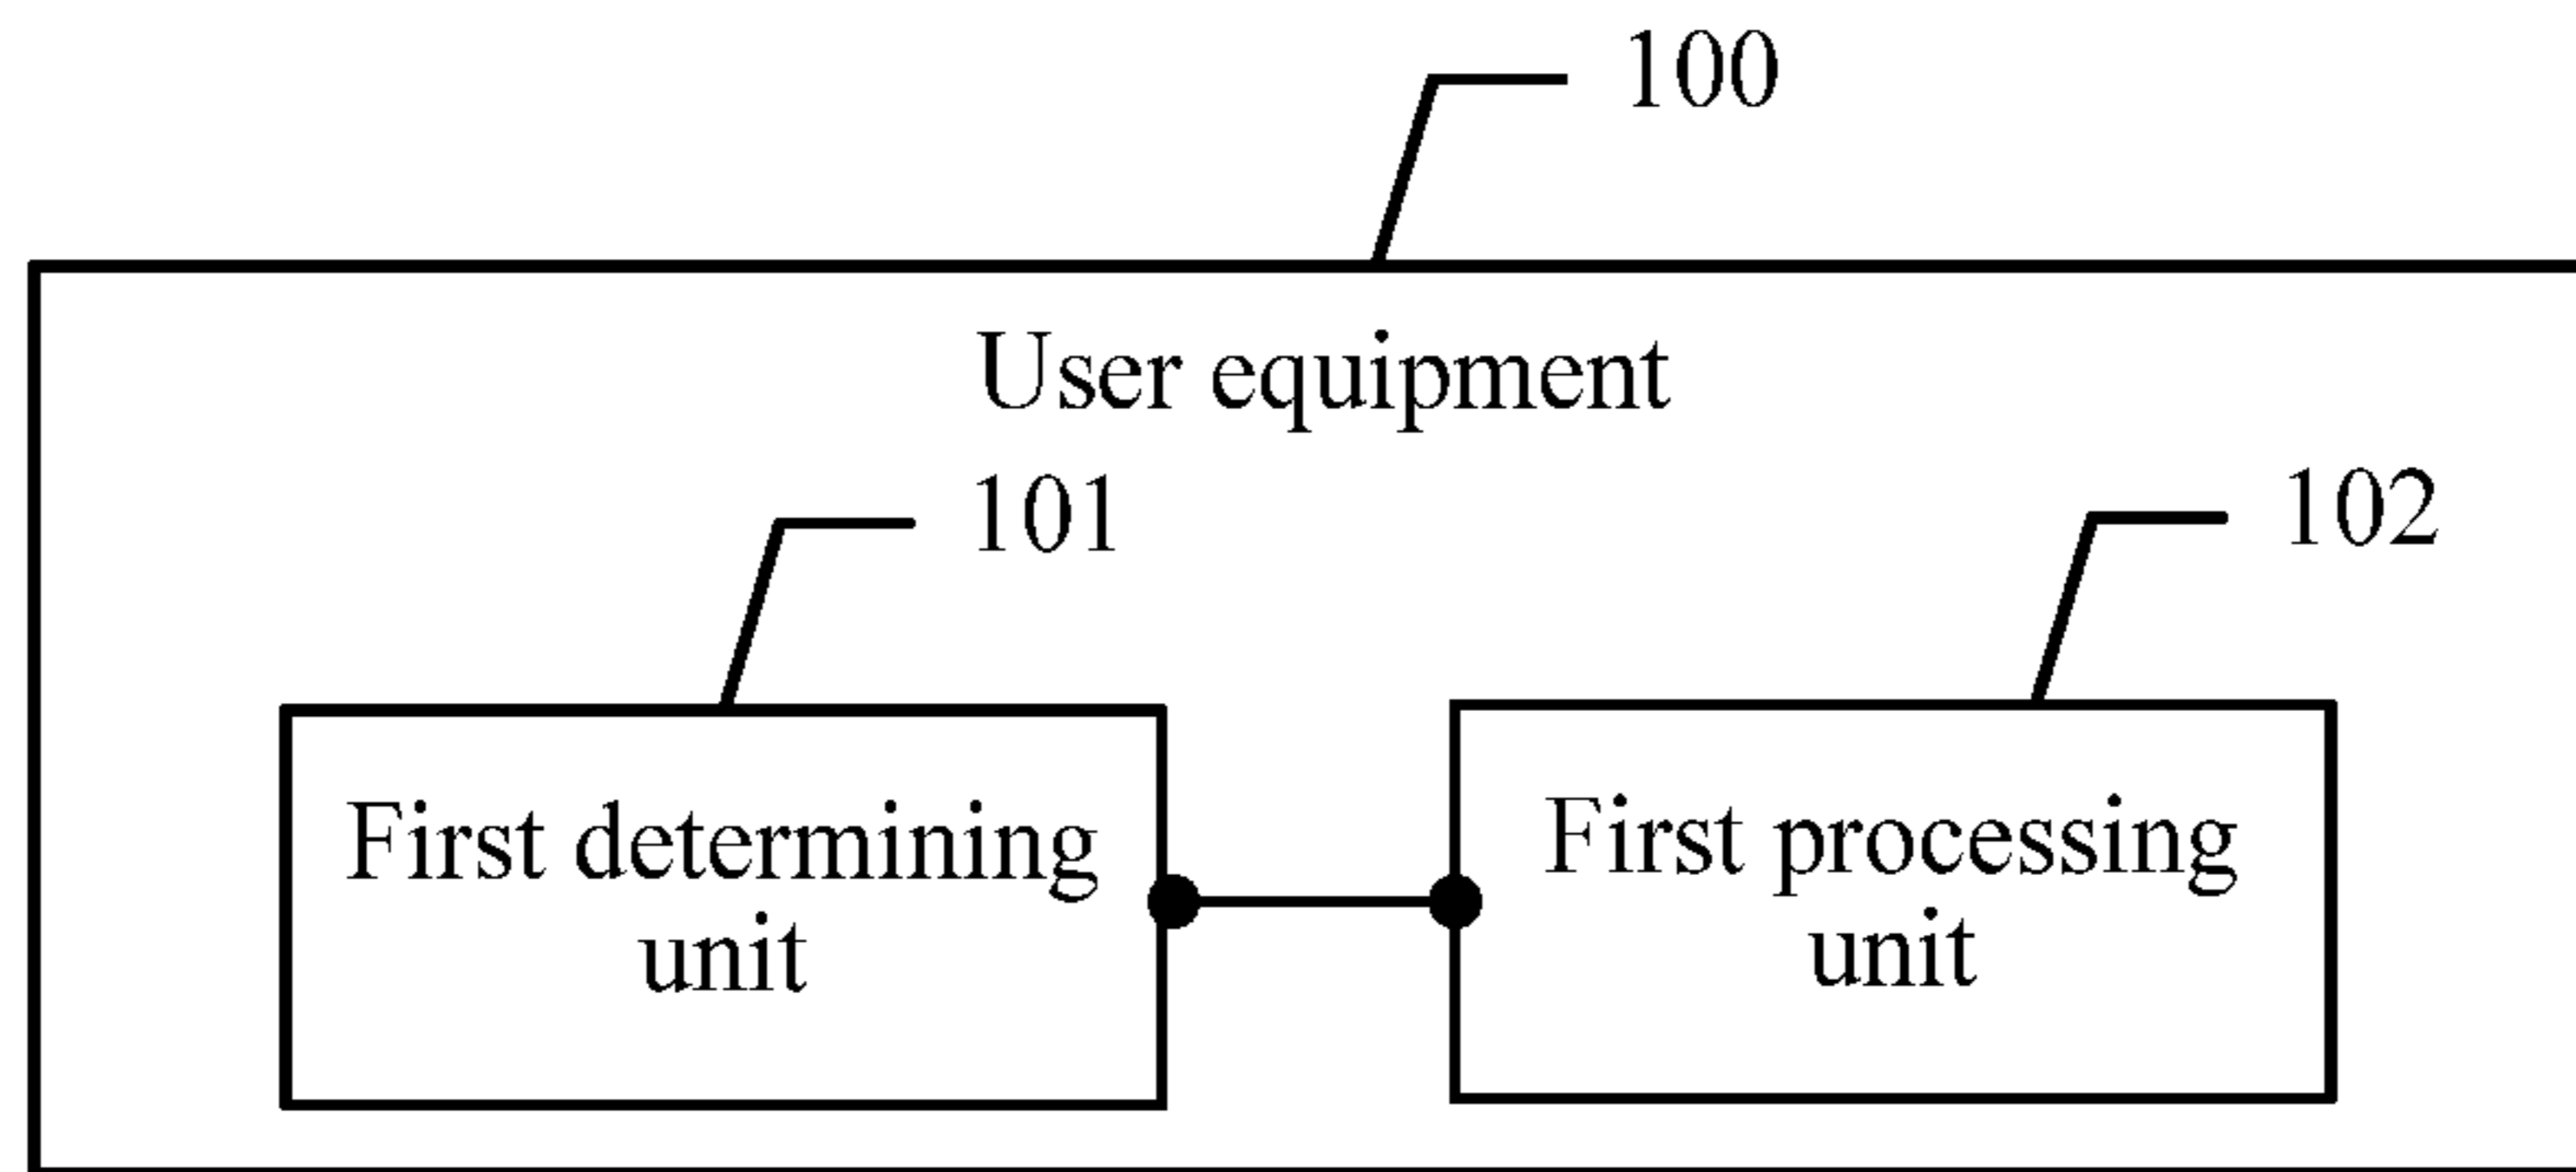 100
User equipment
101
102
First determining
unit
First processing
unit